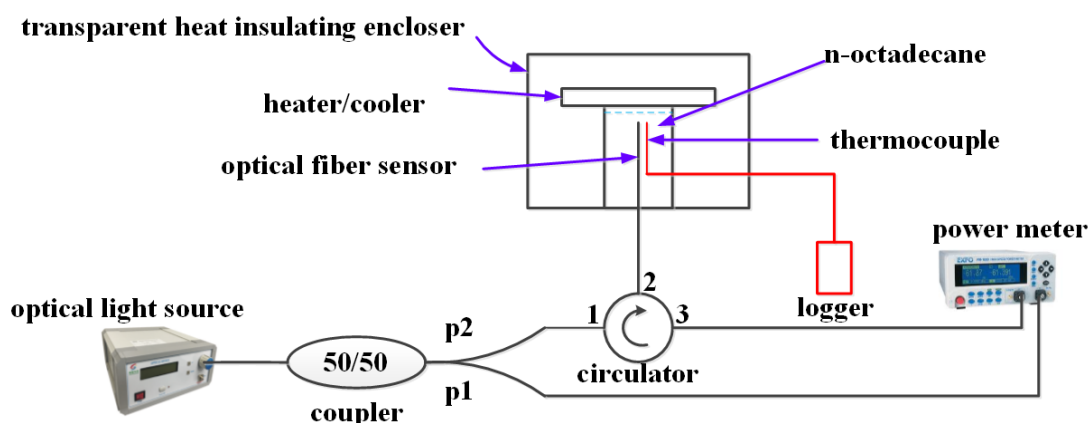 transparent heat insulating encloser
n-octadecane
heater/cooler
thermocouple
optical fiber sensor
power meter
EXFO
2
optical light source
p2
1
3
logger
50/50
circulator
p1
coupler